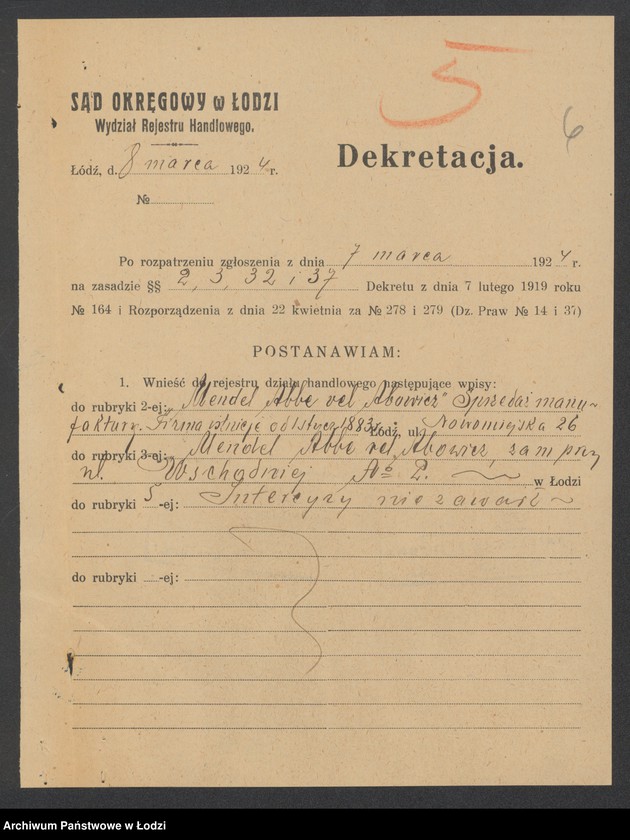 5
6
SĄD OKRĘGOWY w ŁODZI
Wydział Rejestru Handlowego.
Łódź, d. 8 marca 1924 r.
№
Dekretacja.
Po rozpatrzeniu zgłoszenia z dnia 7 marca 1924 r.
na zasadzie §§ 2, 3, 32 i 37 Dekretu z dnia 7 lutego 1919 roku
№ 164 i Rozporządzenia z dnia 22 kwietnia za № 278 i 279 (Dz. Praw № 14 i 37)
POSTANAWIAM:
1. Wnieść do rejestru działu handlowego następujące wpisy:
do rubryki 2-ej: „Mendel Abbe vel Abowicz" Sprzedaż manu-
faktury. Firma istnieje od 1 stycz. 1883 r. Łódź, ul. Nowomiejska 26
do rubryki 3-ej: Mendel Abbe vel Abowicz, zam przy
ul. Wschodniej № 2. w Łodzi
do rubryki 5-ej: Intercyzy nie zawarł
do rubryki -ej:
Archiwum Państwowe w Łodzi